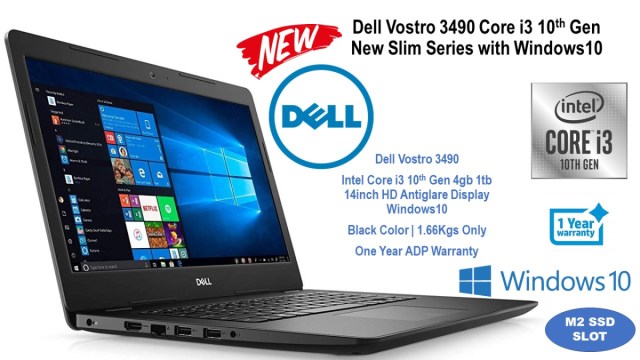 NEW
Dell Vostro 3490 Core i3 10th Gen
New Slim Series with Windows10
DELL
intel
CORE i3
10TH GEN
Dell Vostro 3490
Intel Core i3 10th Gen 4gb 1tb
14inch HD Antiglare Display
Windows10
Black Color | 1.66Kgs Only
One Year ADP Warranty
1 Year
warranty
Windows 10
M2 SSD
SLOT
DELL